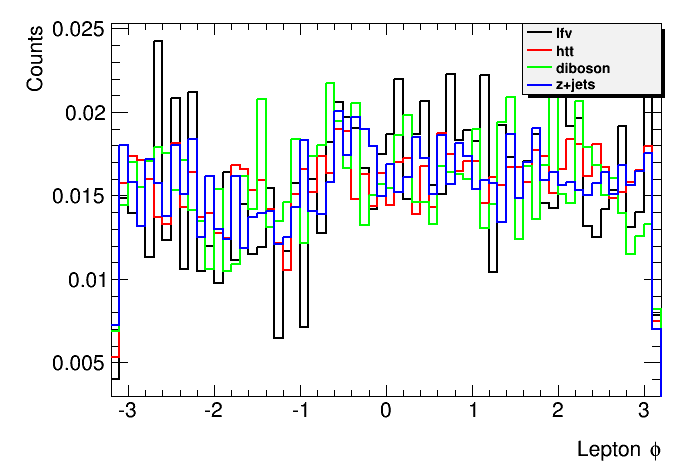 Counts
0.025
0.02
0.015
0.01
0.005
lfv
htt
diboson
z+jets
-3 -2 -1 0 1 2 3
Lepton ϕ